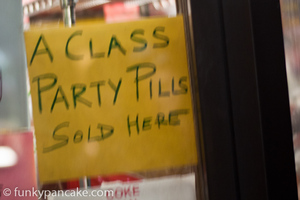 A CLASS
PARTY PILLS
SOLD HERE
© funkypancake.com